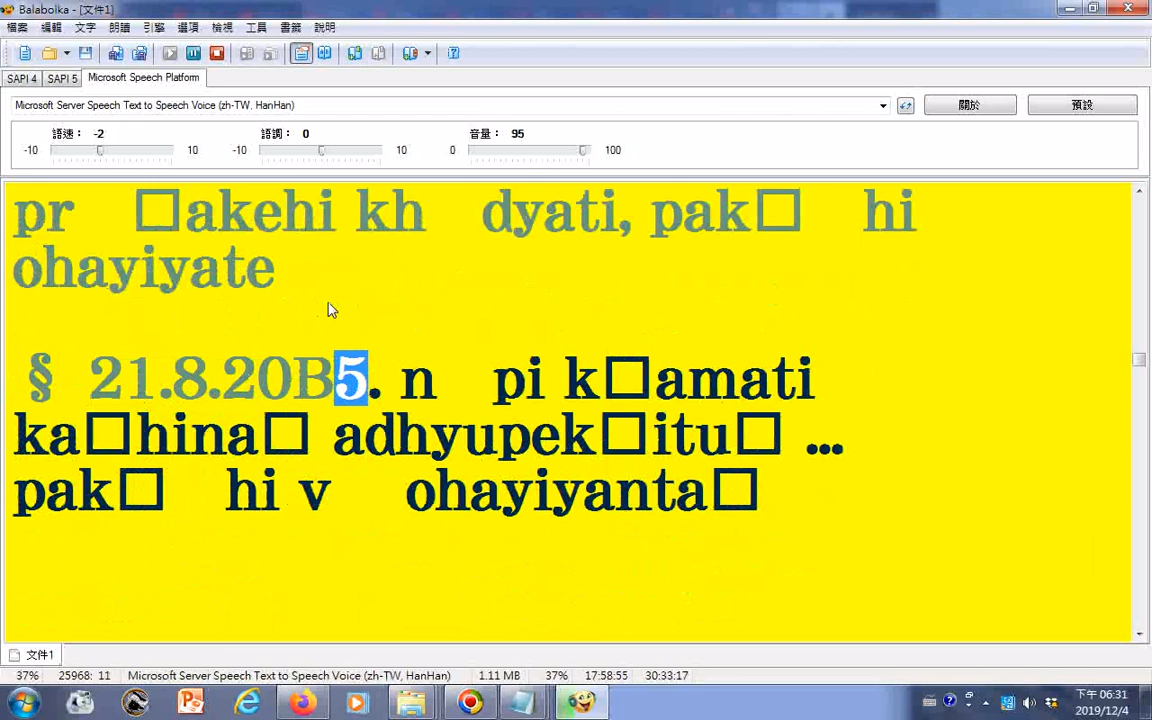 Balabolka - [文件1]
檔案 編輯 文字 朗讀 引擎 選項 檢視 工具 書籤 說明
SAPI 4 SAPI 5 Microsoft Speech Platform
Microsoft Server Speech Text to Speech Voice (zh-TW, HanHan) 關於 預設
語速： -2 語調： 0 音量： 95
-10 10 -10 10 0 100
pr □akehi kh dyati, pak□ hi
ohayiyate
§ 21.8.20B5. n pi k□amati
ka□hina□ adhyupek□itu□ ...
pak□ hi v ohayiyanta□
文件1
37% 25968: 11 Microsoft Server Speech Text to Speech Voice (zh-TW, HanHan) 1.11 MB 37% 17:58:55 30:33:17
下午 06:31
2019/12/4